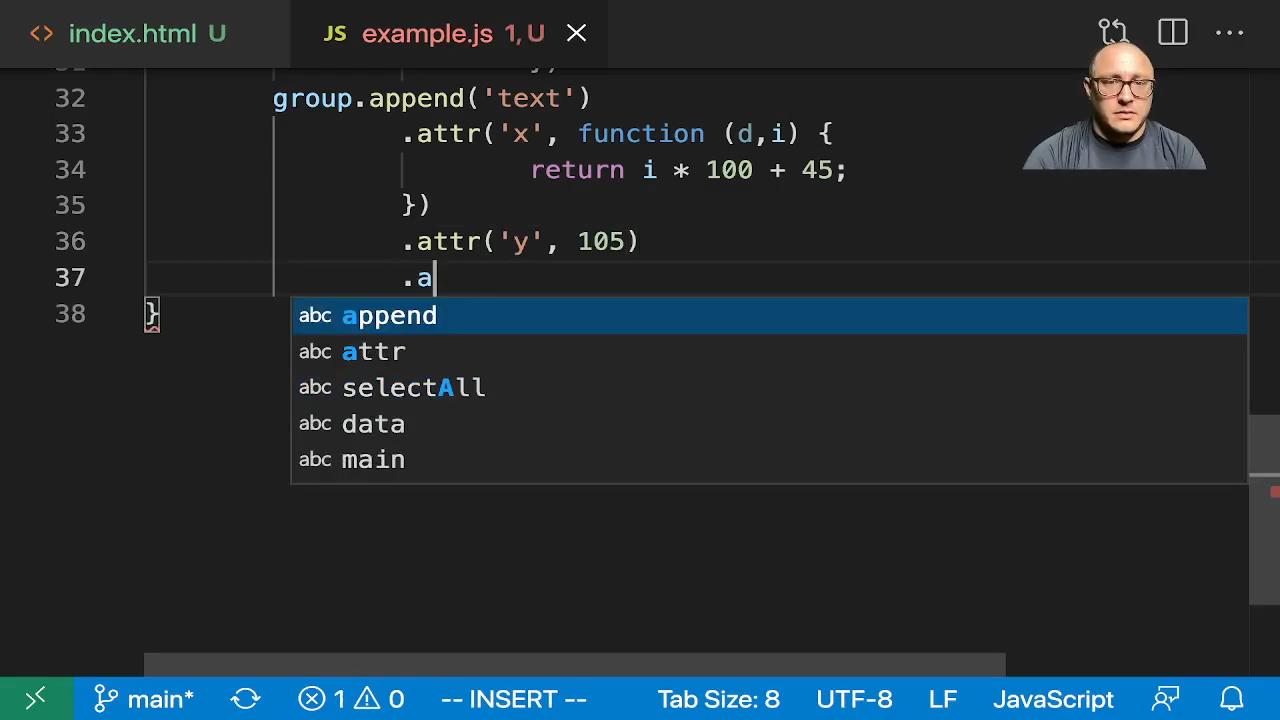 <> index.html U JS example.js 1, U ✕ ...
32 group.append('text')
33 .attr('x', function (d,i) {
34 return i * 100 + 45;
35 })
36 .attr('y', 105)
37 .a
38 }
abc append
abc attr
abc selectAll
abc data
abc main
main* 1 0 -- INSERT -- Tab Size: 8 UTF-8 LF JavaScript